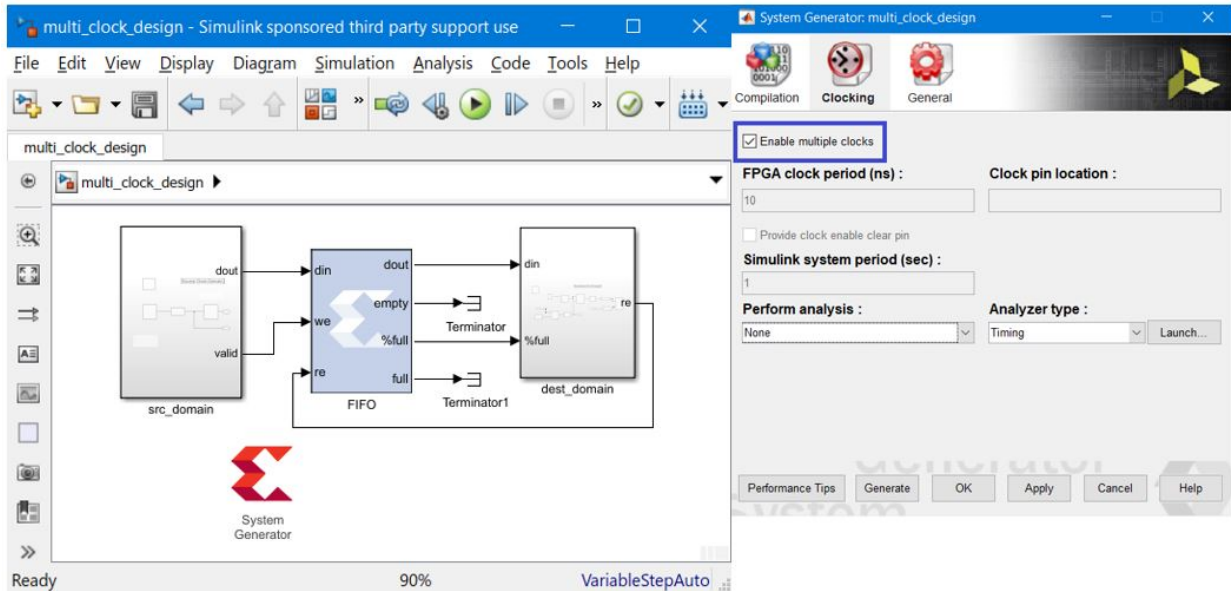 multi_clock_design - Simulink sponsored third party support use
File Edit View Display Diagram Simulation Analysis Code Tools Help
multi_clock_design
multi_clock_design
dout
valid
src_domain
din
we
re
dout
empty
%full
full
FIFO
Terminator
Terminator1
din
%full
re
dest_domain
System
Generator
Ready 90% VariableStepAuto
System Generator: multi_clock_design
Compilation Clocking General
Enable multiple clocks
FPGA clock period (ns) : Clock pin location :
10
Provide clock enable clear pin
Simulink system period (sec) :
1
Perform analysis : Analyzer type :
None Timing Launch...
Performance Tips Generate OK Apply Cancel Help